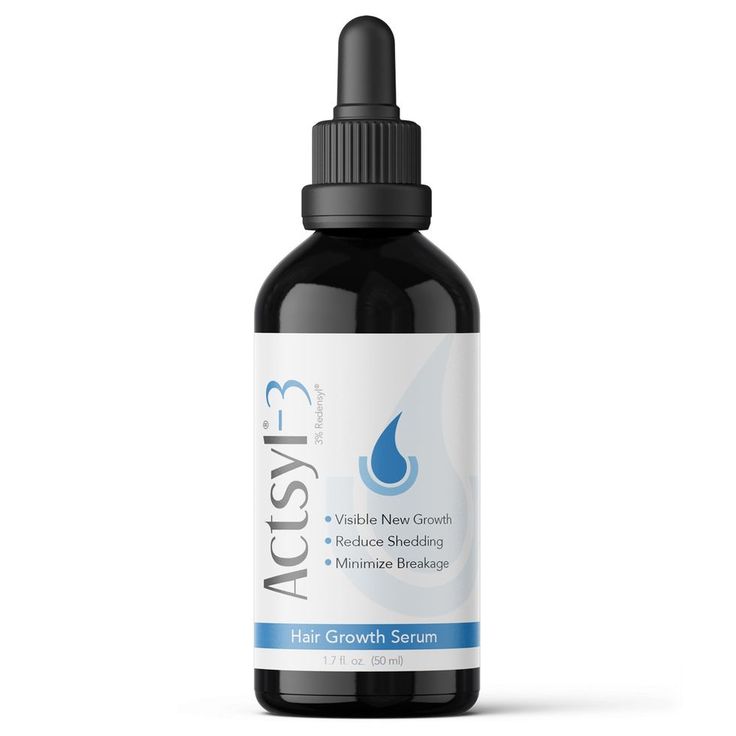 Actsyl®-3
3% Redensyl®
• Visible New Growth
• Reduce Shedding
• Minimize Breakage
Hair Growth Serum
1.7 fl. oz. (50 ml)